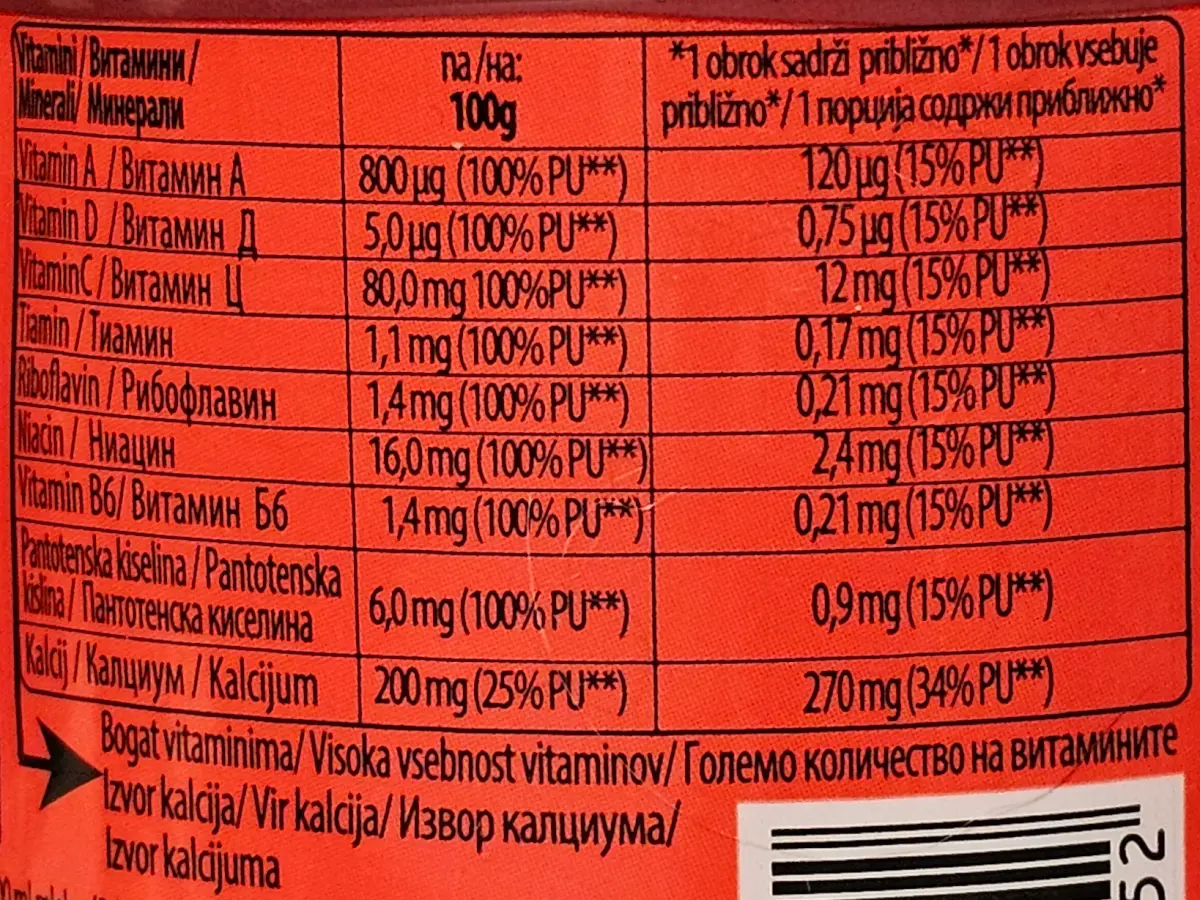 Vitamini / Витамини / na/на: *1 obrok sadrži približno*/ 1 obrok vsebuje
Minerali/ Минерали 100g približno*/ 1 порција содржи приближно*
Vitamin A / Витамин А 800 µg (100% PU**) 120 µg (15% PU**)
Vitamin D / Витамин Д 5,0 µg (100% PU**) 0,75 µg (15% PU**)
VitaminC / Витамин Ц 80,0 mg 100%PU**) 12 mg (15% PU**)
Tiamin / Тиамин 1,1 mg (100% PU**) 0,17 mg (15% PU**)
Riboflavin / Рибофлавин 1,4mg (100% PU**) 0,21 mg (15% PU**)
Niacin / Ниацин 16,0 mg (100% PU**) 2,4mg (15% PU**)
Vitamin B6/ Витамин Б6 1,4mg (100% PU**) 0,21 mg (15% PU**)
Pantotenska kiselina / Pantotenska
kislina / Пантотенска киселина 6,0 mg (100% PU**) 0,9 mg (15% PU**)
Kalcij / Калциум / Kalcijum 200 mg (25% PU**) 270 mg (34% PU**)
Bogat vitaminima/ Visoka vsebnost vitaminov/ Големо количество на витамините
Izvor kalcija/ Vir kalcija/ Извор калциума/
Izvor kalcijuma
52